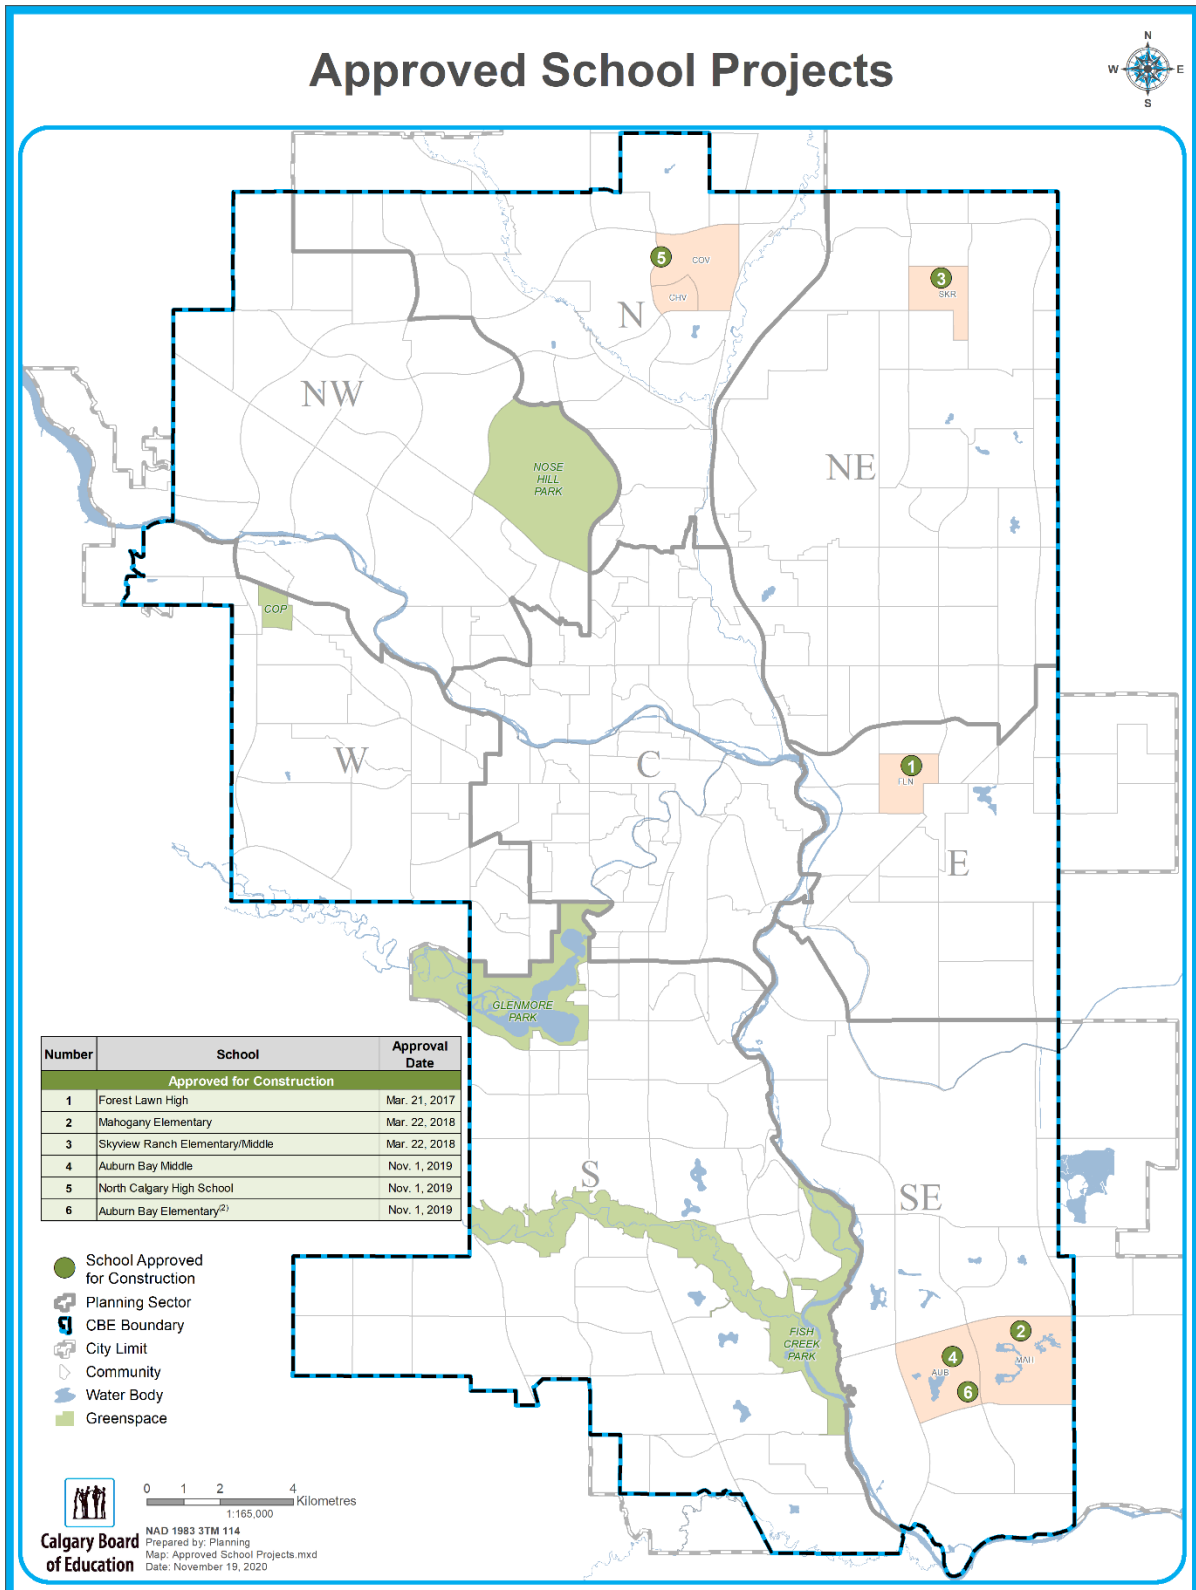 Approved School Projects
N
W E
S
5 COV
CHV
N
3
SKR
NW
NOSE
HILL
PARK
NE
COP
W
C
1
FLN
E
GLENMORE
PARK
Number School Approval Date
Approved for Construction
1 Forest Lawn High Mar. 21, 2017
2 Mahogany Elementary Mar. 22, 2018
3 Skyview Ranch Elementary/Middle Mar. 22, 2018
4 Auburn Bay Middle Nov. 1, 2019
5 North Calgary High School Nov. 1, 2019
6 Auburn Bay Elementary(2) Nov. 1, 2019
S
SE
FISH
CREEK
PARK
2
MAH
4
AUB
6
School Approved
for Construction
Planning Sector
CBE Boundary
City Limit
Community
Water Body
Greenspace
0 1 2 4
Kilometres
1:165,000
Calgary Board
of Education
NAD 1983 3TM 114
Prepared by: Planning
Map: Approved School Projects.mxd
Date: November 19, 2020